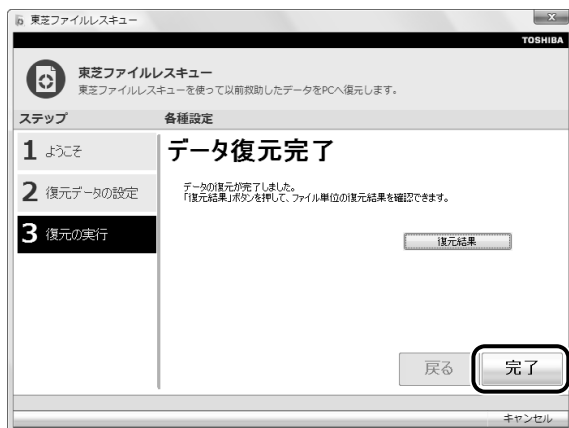 東芝ファイルレスキュー
TOSHIBA
東芝ファイルレスキュー
東芝ファイルレスキューを使って以前救助したデータをPCへ復元します。
ステップ
各種設定
1 ようこそ
2 復元データの設定
3 復元の実行
データ復元完了
データの復元が完了しました。
「復元結果」ボタンを押して、ファイル単位の復元結果を確認できます。
復元結果
戻る
完了
キャンセル